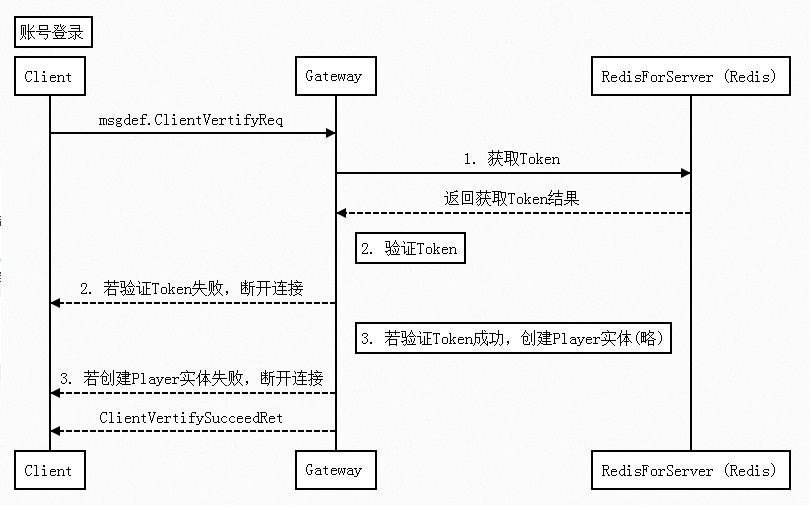 账号登录
Client
Gateway
RedisForServer (Redis)
msgdef.ClientVertifyReq
1. 获取Token
返回获取Token结果
2. 验证Token
2. 若验证Token失败，断开连接
3. 若验证Token成功，创建Player实体(略)
3. 若创建Player实体失败，断开连接
ClientVertifySucceedRet
Client
Gateway
RedisForServer (Redis)